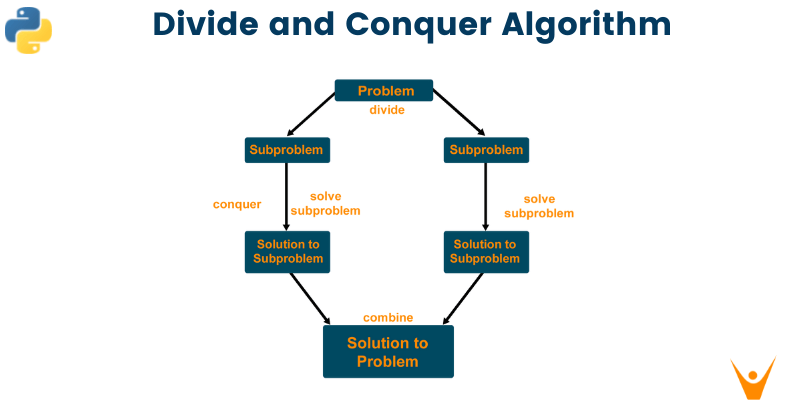 Divide and Conquer Algorithm
Problem
divide
Subproblem
Subproblem
conquer
solve
subproblem
solve
subproblem
Solution to
Subproblem
Solution to
Subproblem
combine
Solution to
Problem